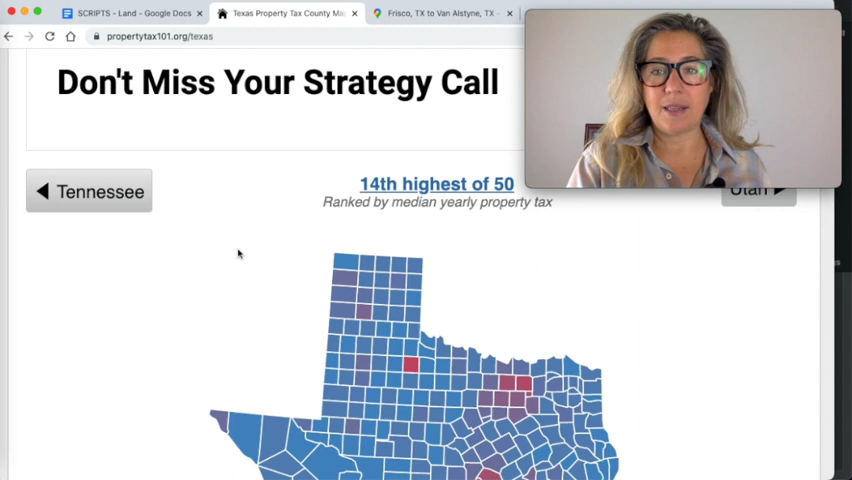 SCRIPTS - Land - Google Docs
Texas Property Tax County Ma
Frisco, TX to Van Alstyne, TX -
propertytax101.org/texas
Don't Miss Your Strategy Call
Tennessee
14th highest of 50
Ranked by median yearly property tax
Utah